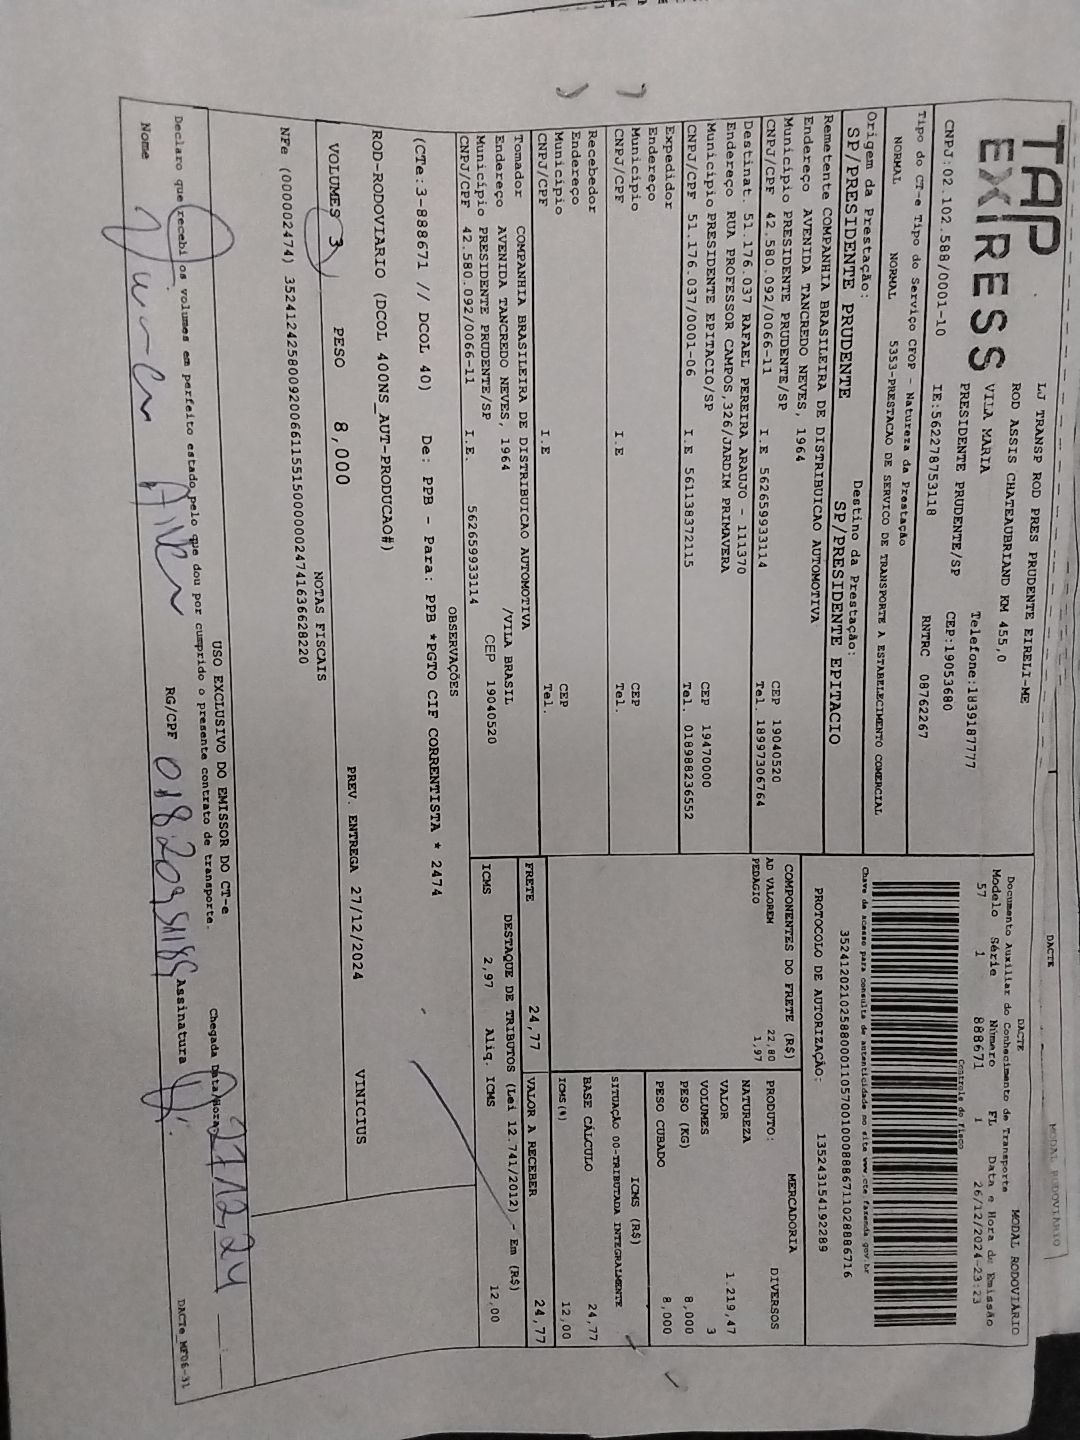 DACTE
MODAL RODOVIÁRIO
TAP EXPRESS
LJ TRANSP ROD PRES PRUDENTE EIRELI-ME
ROD ASSIS CHATEAUBRIAND KM 455,0
VILA MARIA
Telefone:1839187777
PRESIDENTE PRUDENTE/SP
CEP:19053680
CNPJ:02.102.588/0001-10
IE:562278753118
RNTRC 08762267
Tipo do CT-e Tipo do Serviço CFOP - Natureza da Prestação
NORMAL NORMAL 5353-PRESTACAO DE SERVICO DE TRANSPORTE A ESTABELECIMENTO COMERCIAL
Origem da Prestação: Destino da Prestação:
SP/PRESIDENTE PRUDENTE SP/PRESIDENTE EPITACIO
DACTE MODAL RODOVIÁRIO
Documento Auxiliar do Conhecimento de Transporte
Modelo Série Número FL Data e Hora de Emissão
57 1 888671 1 26/12/2024-23:23
Controle do Fisco
Chave de acesso para consulta de autenticidade no site www.cte.fazenda.gov.br
35241202102588000110570010008886711028886716
PROTOCOLO DE AUTORIZAÇÃO: 135243154192289
Remetente COMPANHIA BRASILEIRA DE DISTRIBUICAO AUTOMOTIVA
Endereço AVENIDA TANCREDO NEVES, 1964
Município PRESIDENTE PRUDENTE/SP CEP 19040520
CNPJ/CPF 42.580.092/0066-11 I.E 562659933114 Tel. 18997306764
Destinat. 51.176.037 RAFAEL PEREIRA ARAUJO - 111370
Endereço RUA PROFESSOR CAMPOS,326/JARDIM PRIMAVERA
Município PRESIDENTE EPITACIO/SP CEP 19470000
CNPJ/CPF 51.176.037/0001-06 I.E 561138372115 Tel. 018988236552
Expedidor
Endereço
Município CEP
CNPJ/CPF I.E Tel.
Recebedor
Endereço
Município CEP
CNPJ/CPF I.E Tel.
Tomador COMPANHIA BRASILEIRA DE DISTRIBUICAO AUTOMOTIVA
Endereço AVENIDA TANCREDO NEVES, 1964 /VILA BRASIL
Município PRESIDENTE PRUDENTE/SP CEP 19040520
CNPJ/CPF 42.580.092/0066-11 I.E. 562659933114
COMPONENTES DO FRETE (R$)
AD VALOREM 22,80
PEDAGIO 1,97
FRETE 24,77
MERCADORIA
PRODUTO: DIVERSOS
NATUREZA
VALOR 1.219,47
VOLUMES 3
PESO (KG) 8,000
PESO CUBADO 8,000
ICMS (R$)
SITUAÇÃO 00-TRIBUTADA INTEGRALMENTE
BASE CÁLCULO 24,77
ICMS(%) 12,00
VALOR A RECEBER 24,77
DESTAQUE DE TRIBUTOS (Lei 12.741/2012) - Em (R$)
ICMS 2,97 Aliq. ICMS 12,00
OBSERVAÇÕES
(CTe:3-888671 // DCOL 40) De: PPB - Para: PPB *PGTO CIF CORRENTISTA * 2474
ROD-RODOVIARIO (DCOL 400NS_AUT-PRODUCAO#)
VOLUMES 3 PESO 8,000 PREV. ENTREGA 27/12/2024 VINICIUS
NOTAS FISCAIS
NFe (000002474) 35241242580092006611551500000024741636628220
USO EXCLUSIVO DO EMISSOR DO CT-e
Declaro que recebi os volumes em perfeito estado pelo que dou por cumprido o presente contrato de transporte.
Chegada Data/Hora 27 12, 24
Nome RG/CPF Assinatura
DACTe_MF06-31